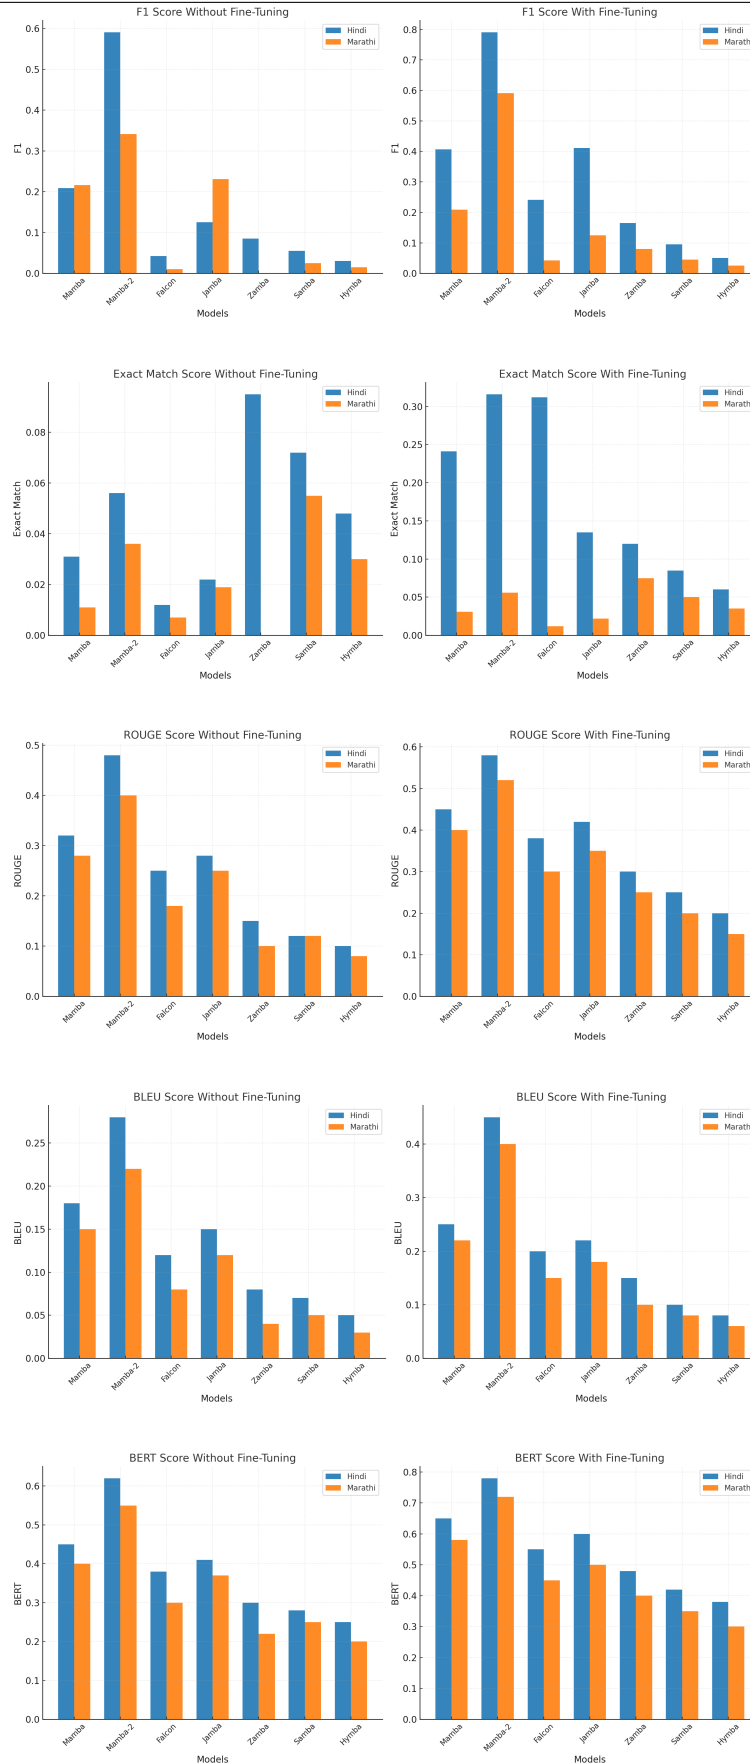 F1 Score Without Fine-Tuning
Hindi
Marathi
0.6
0.5
0.4
0.3
0.2
0.1
0.0
F1
Mamba
Mamba-2
Falcon
Jamba
Zamba
Samba
Hymba
Models
F1 Score With Fine-Tuning
Hindi
Marathi
0.8
0.7
0.6
0.5
0.4
0.3
0.2
0.1
0.0
F1
Mamba
Mamba-2
Falcon
Jamba
Zamba
Samba
Hymba
Models
Exact Match Score Without Fine-Tuning
Hindi
Marathi
0.08
0.06
0.04
0.02
0.00
Exact Match
Mamba
Mamba-2
Falcon
Jamba
Zamba
Samba
Hymba
Models
Exact Match Score With Fine-Tuning
Hindi
Marath
0.30
0.25
0.20
0.15
0.10
0.05
0.00
Exact Match
Mamba
Mamba-2
Falcon
Jamba
Zamba
Samba
Hymba
Models
ROUGE Score Without Fine-Tuning
Hindi
Marathi
0.5
0.4
0.3
0.2
0.1
0.0
ROUGE
Mamba
Mamba-2
Falcon
Jamba
Zamba
Samba
Hymba
Models
ROUGE Score With Fine-Tuning
Hindi
Marath
0.6
0.5
0.4
0.3
0.2
0.1
0.0
ROUGE
Mamba
Mamba-2
Falcon
Jamba
Zamba
Samba
Hymba
Models
BLEU Score Without Fine-Tuning
Hindi
Marathi
0.25
0.20
0.15
0.10
0.05
0.00
BLEU
Mamba
Mamba-2
Falcon
Jamba
Zamba
Samba
Hymba
Models
BLEU Score With Fine-Tuning
Hindi
Marathi
0.4
0.3
0.2
0.1
0.0
BLEU
Mamba
Mamba-2
Falcon
Jamba
Zamba
Samba
Hymba
Models
BERT Score Without Fine-Tuning
Hindi
Marathi
0.6
0.5
0.4
0.3
0.2
0.1
0.0
BERT
Mamba
Mamba-2
Falcon
Jamba
Zamba
Samba
Hymba
Models
BERT Score With Fine-Tuning
Hindi
Marath
0.8
0.7
0.6
0.5
0.4
0.3
0.2
0.1
0.0
BERT
Mamba
Mamba-2
Falcon
Jamba
Zamba
Samba
Hymba
Models